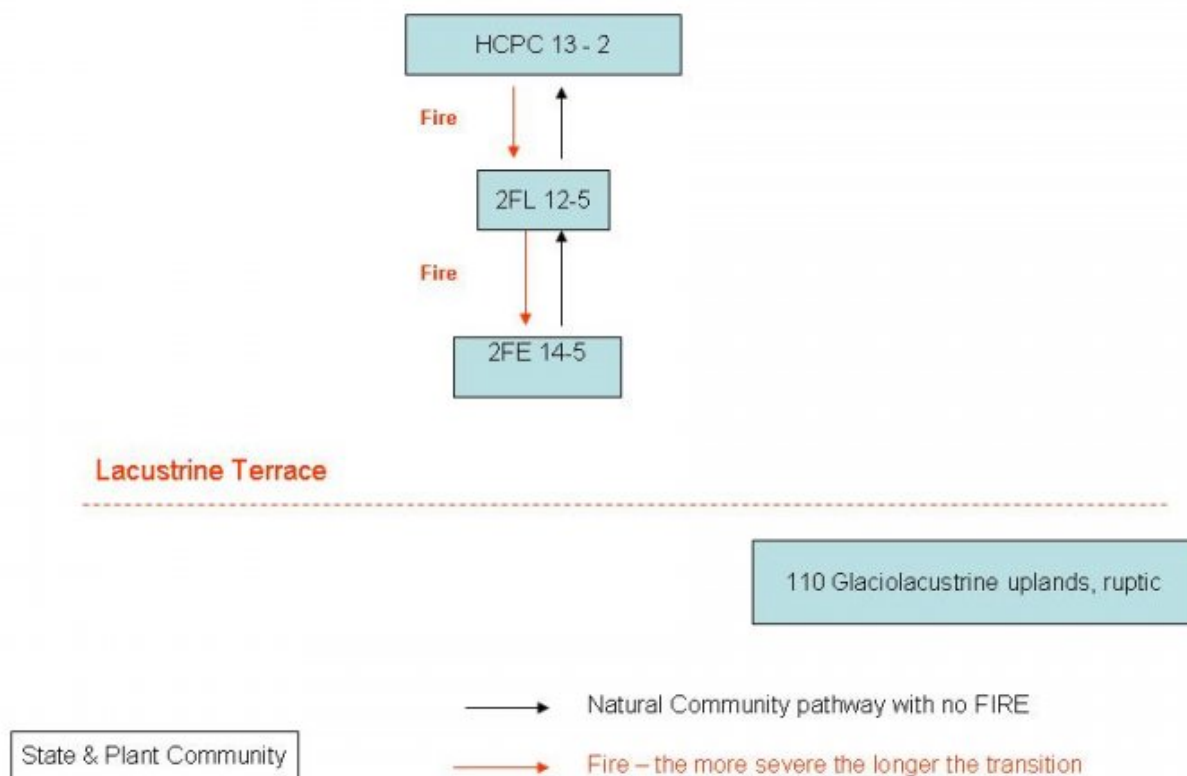 HCPC 13 - 2
Fire
2FL 12-5
Fire
2FE 14-5
Lacustrine Terrace
110 Glaciolacustrine uplands, ruptic
Natural Community pathway with no FIRE
State & Plant Community
Fire – the more severe the longer the transition